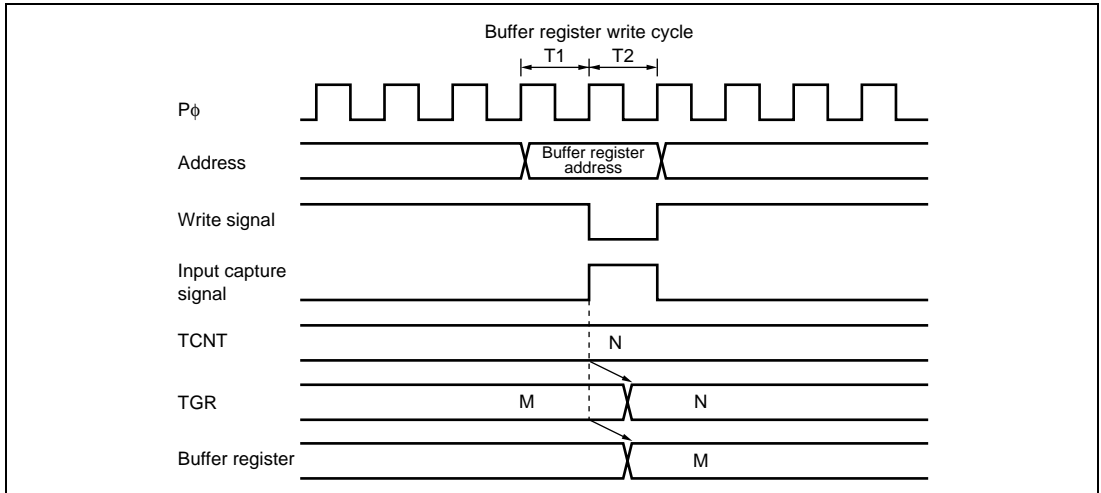 Buffer register write cycle
T1 T2
Pϕ
Address
Buffer register
address
Write signal
Input capture
signal
TCNT
N
TGR
M N
Buffer register
M